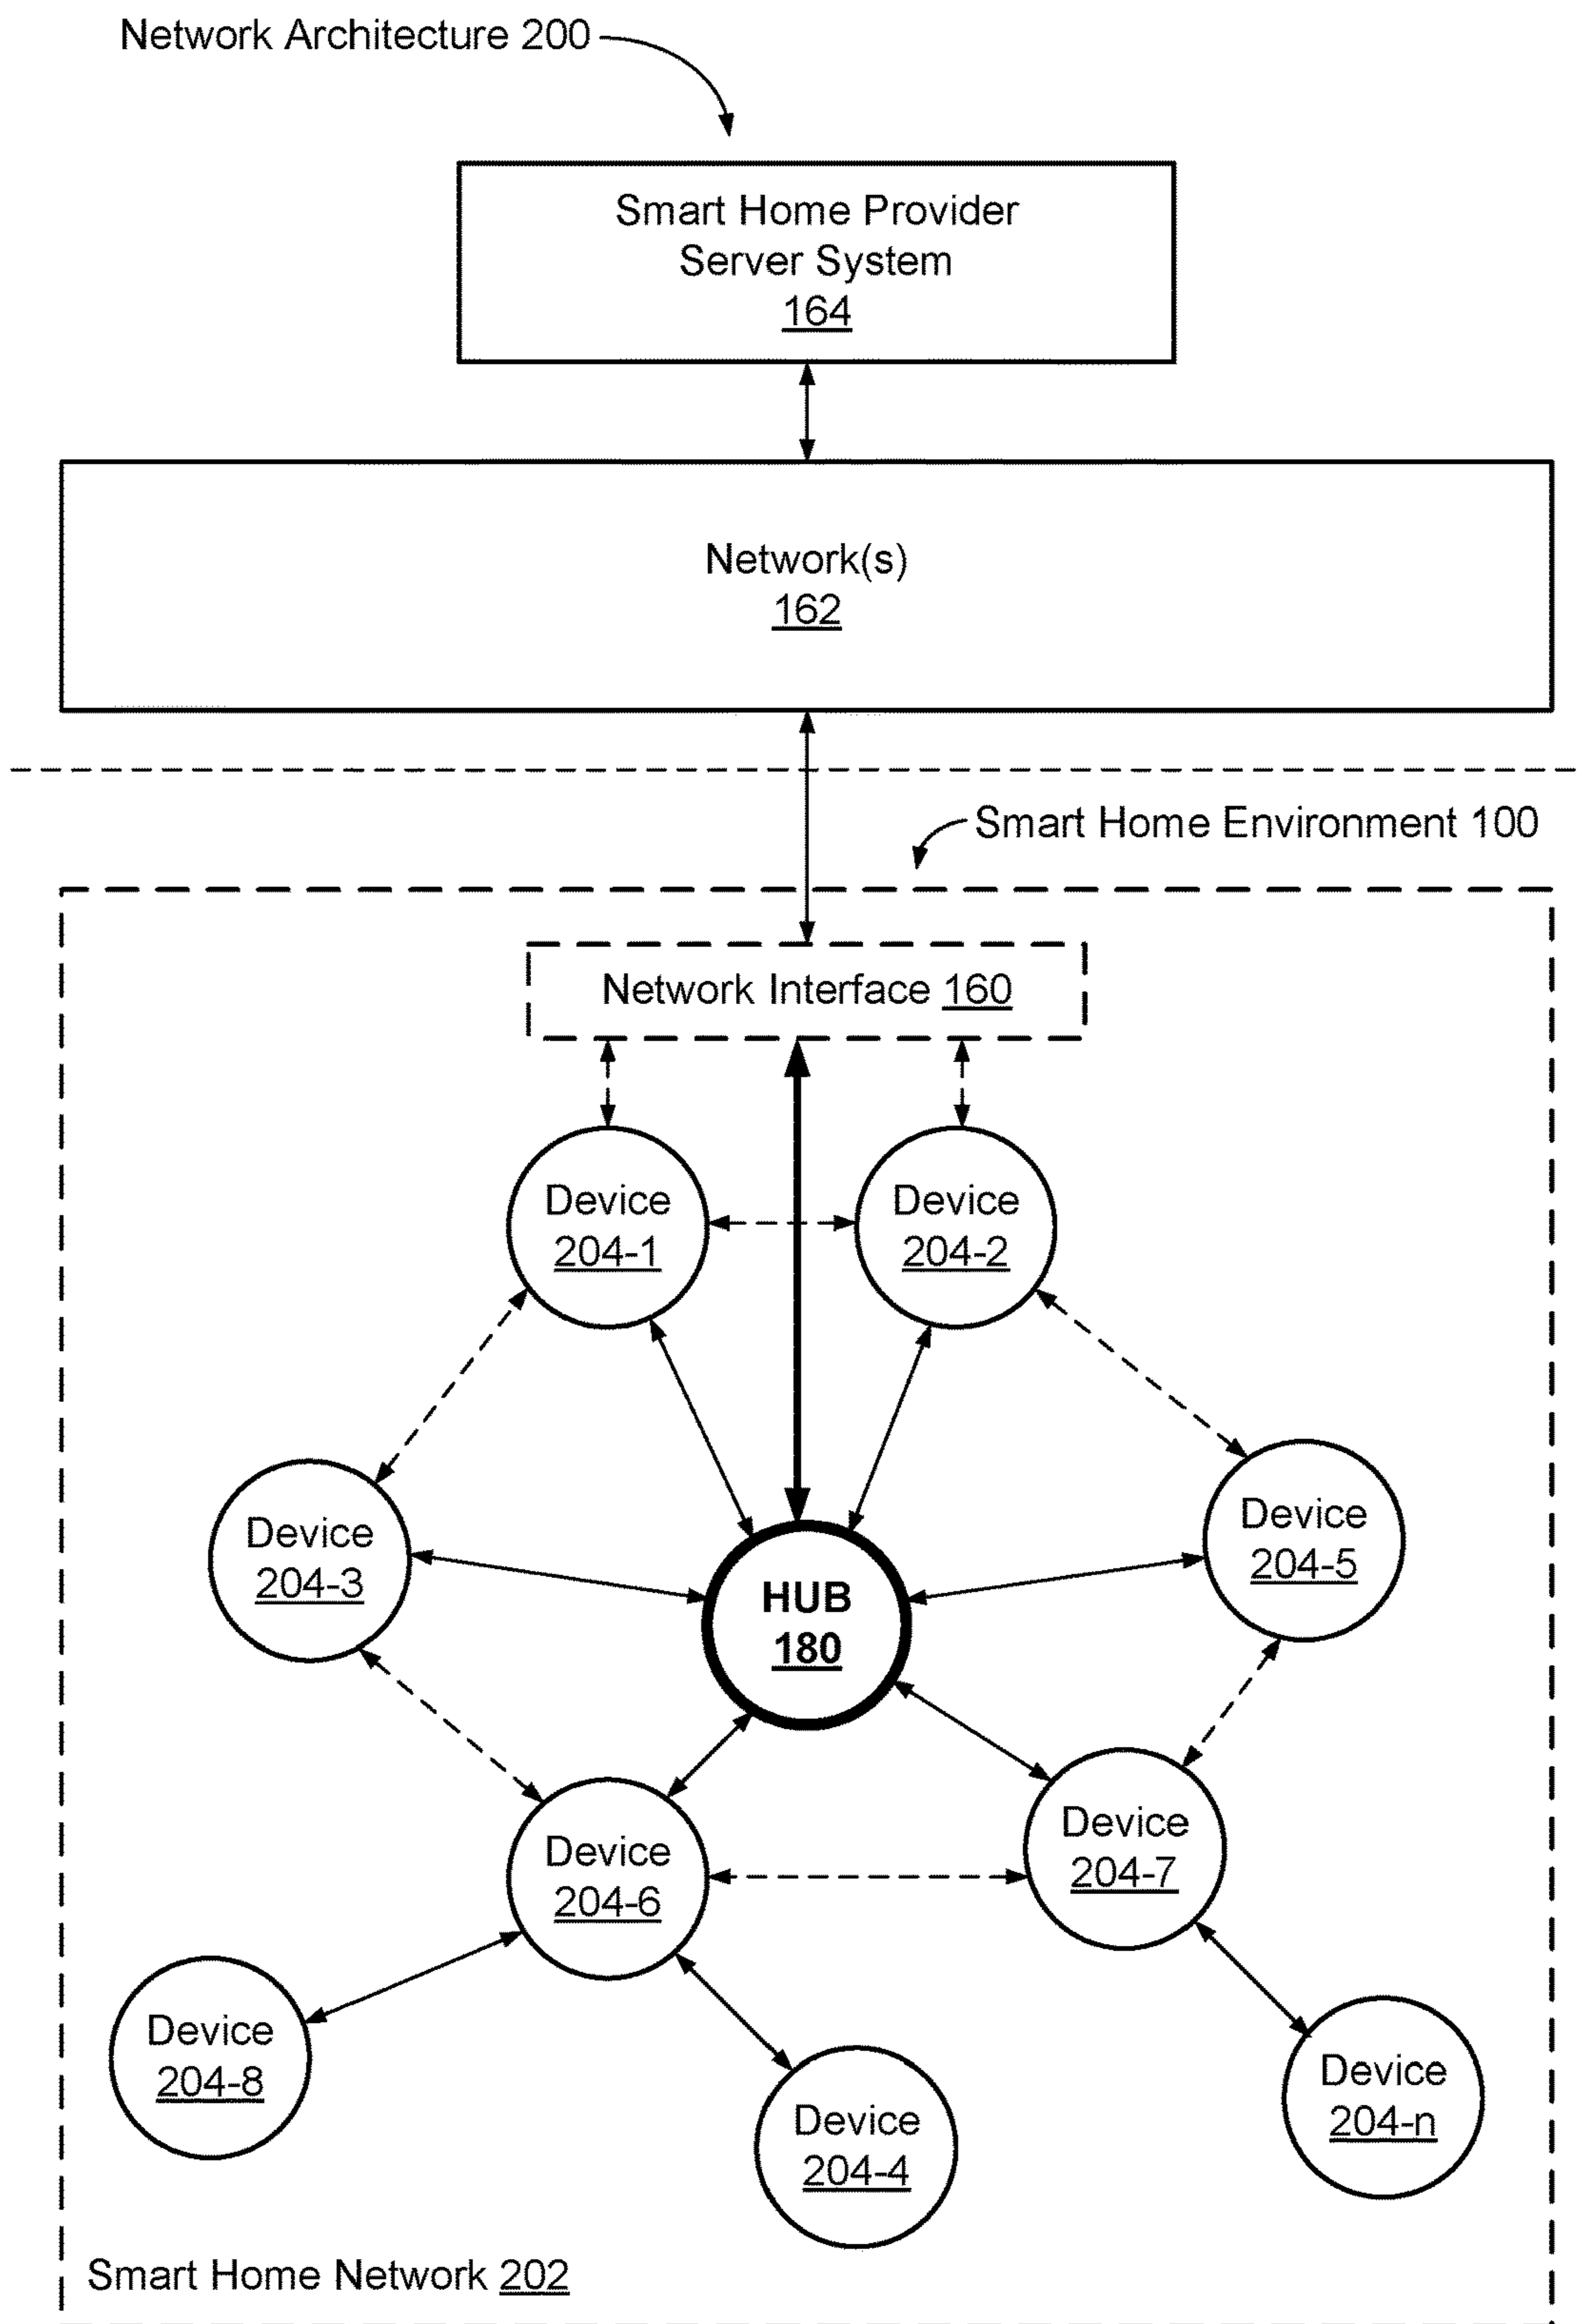 Network Architecture 200
Smart Home Provider
Server System
164
Network(s)
162
Smart Home Environment 100
Network Interface 160
Device
204-1
Device
204-2
Device
204-3
Device
204-5
HUB
180
Device
204-6
Device
204-7
Device
204-8
Device
204-4
Device
204-n
Smart Home Network 202